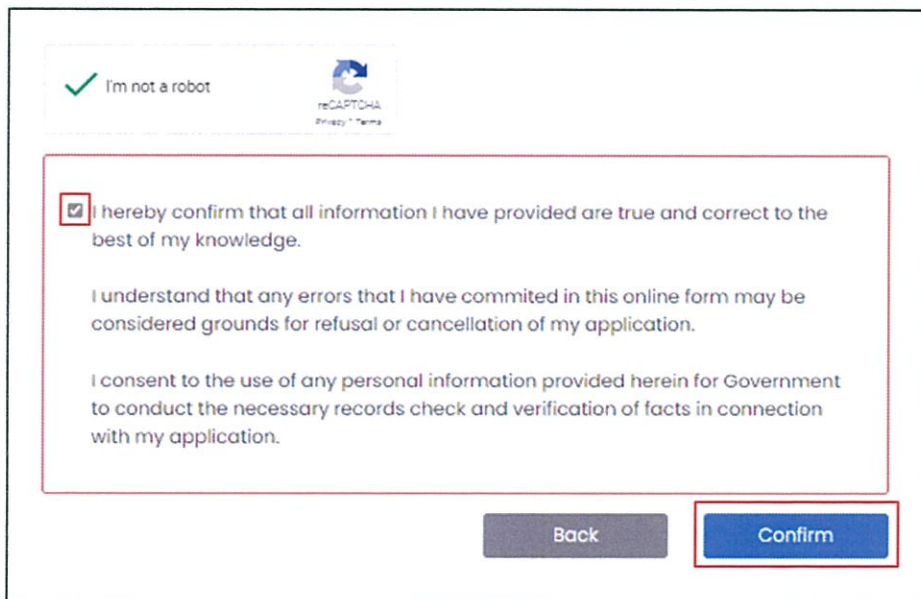 I'm not a robot
reCAPTCHA
Privacy - Terms
I hereby confirm that all information I have provided are true and correct to the
best of my knowledge.
I understand that any errors that I have commited in this online form may be
considered grounds for refusal or cancellation of my application.
I consent to the use of any personal information provided herein for Government
to conduct the necessary records check and verification of facts in connection
with my application.
Back
Confirm